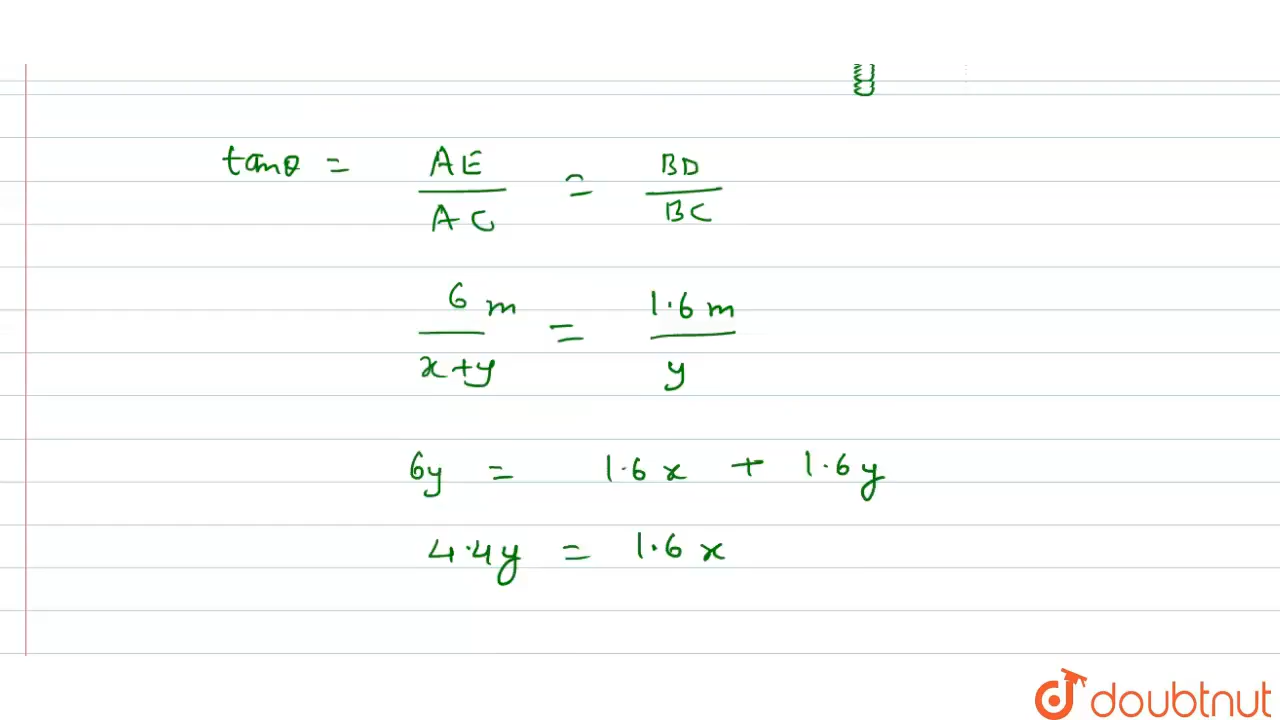 tanθ = AE/AC = BD/BC
6 m/x+y = 1.6 m/y
6y = 1.6 x + 1.6 y
4.4y = 1.6 x
doubtnut